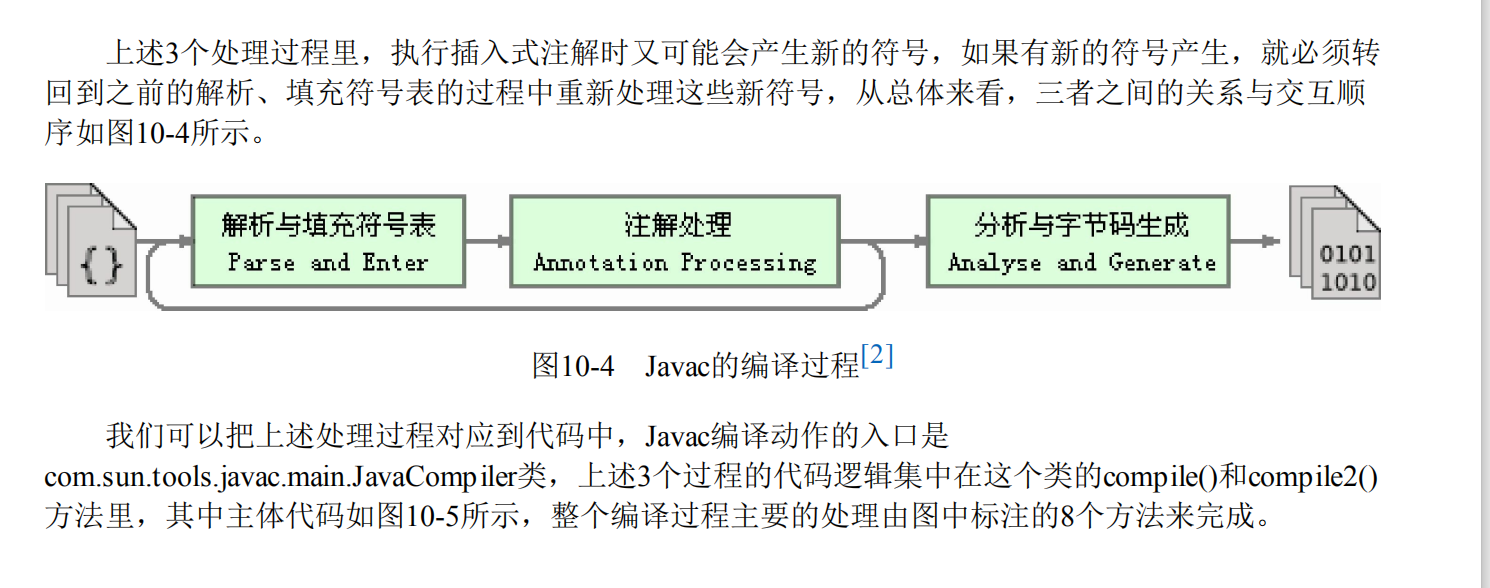 上述3个处理过程里，执行插入式注解时又可能会产生新的符号，如果有新的符号产生，就必须转
回到之前的解析、填充符号表的过程中重新处理这些新符号，从总体来看，三者之间的关系与交互顺
序如图10-4所示。
{}
解析与填充符号表
Parse and Enter
注解处理
Annotation Processing
分析与字节码生成
Analyse and Generate
0101
1010
图10-4 Javac的编译过程[2]
我们可以把上述处理过程对应到代码中，Javac编译动作的入口是
com.sun.tools.javac.main.JavaCompiler类，上述3个过程的代码逻辑集中在这个类的compile()和compile2()
方法里，其中主体代码如图10-5所示，整个编译过程主要的处理由图中标注的8个方法来完成。